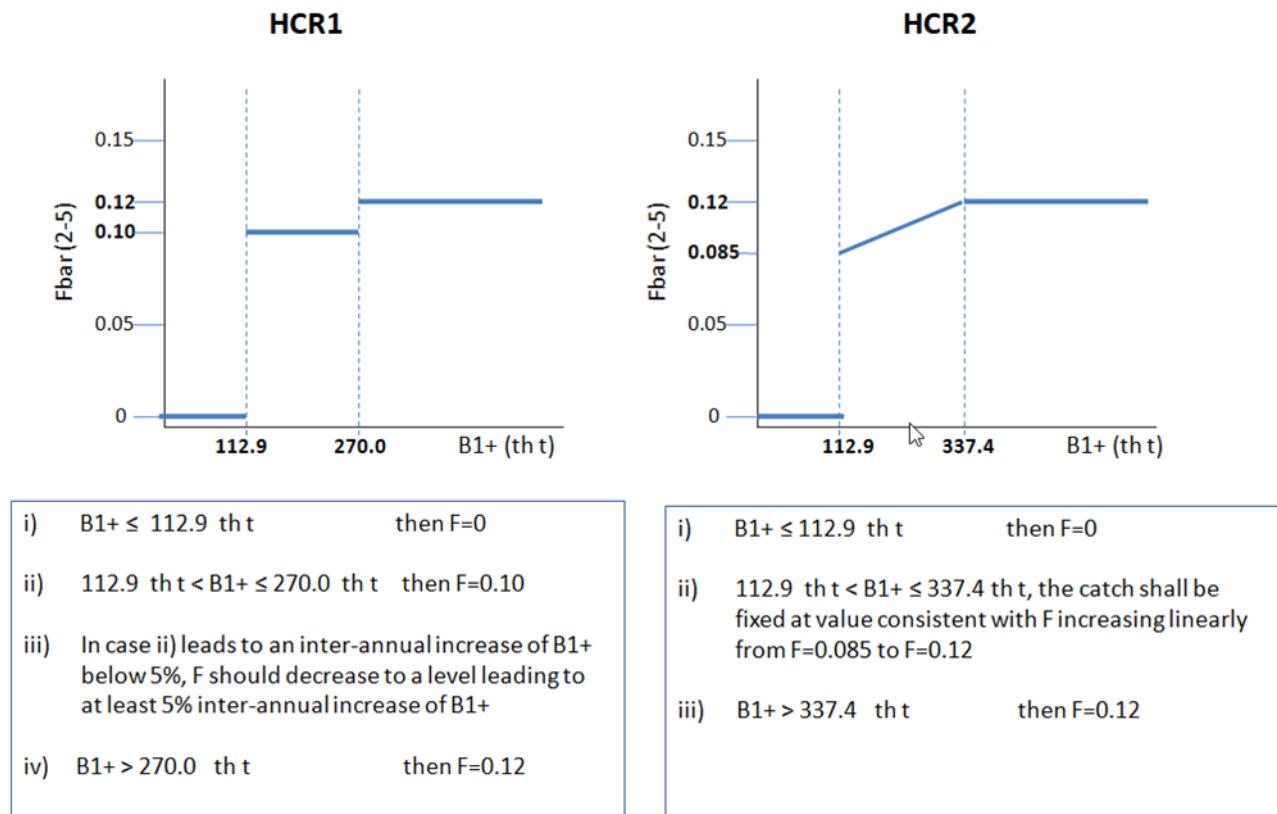 HCR1
Fbar (2-5)
0.15
0.12
0.10
0.05
0
112.9
270.0
B1+ (th t)
HCR2
Fbar (2-5)
0.15
0.12
0.085
0.05
0
112.9
337.4
B1+ (th t)
i) B1+ ≤ 112.9 th t then F=0
ii) 112.9 th t < B1+ ≤ 270.0 th t then F=0.10
iii) In case ii) leads to an inter-annual increase of B1+
below 5%, F should decrease to a level leading to
at least 5% inter-annual increase of B1+
iv) B1+ > 270.0 th t then F=0.12
i) B1+ ≤ 112.9 th t then F=0
ii) 112.9 th t < B1+ ≤ 337.4 th t, the catch shall be
fixed at value consistent with F increasing linearly
from F=0.085 to F=0.12
iii) B1+ > 337.4 th t then F=0.12